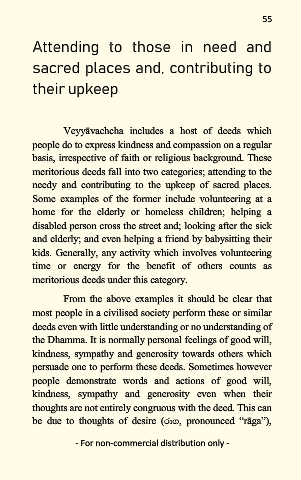 55
Attending to those in need and
sacred places and, contributing to
their upkeep
Veyyāvachcha includes a host of deeds which
people do to express kindness and compassion on a regular
basis, irrespective of faith or religious background. These
meritorious deeds fall into two categories; attending to the
needy and contributing to the upkeep of sacred places.
Some examples of the former include volunteering at a
home for the elderly or homeless children; helping a
disabled person cross the street and; looking after the sick
and elderly; and even helping a friend by babysitting their
kids. Generally, any activity which involves volunteering
time or energy for the benefit of others counts as
meritorious deeds under this category.
From the above examples it should be clear that
most people in a civilised society perform these or similar
deeds even with little understanding or no understanding of
the Dhamma. It is normally personal feelings of good will,
kindness, sympathy and generosity towards others which
persuade one to perform these deeds. Sometimes however
people demonstrate words and actions of good will,
kindness, sympathy and generosity even when their
thoughts are not entirely congruous with the deed. This can
be due to thoughts of desire (රාග, pronounced “rāga”),
- For non-commercial distribution only -